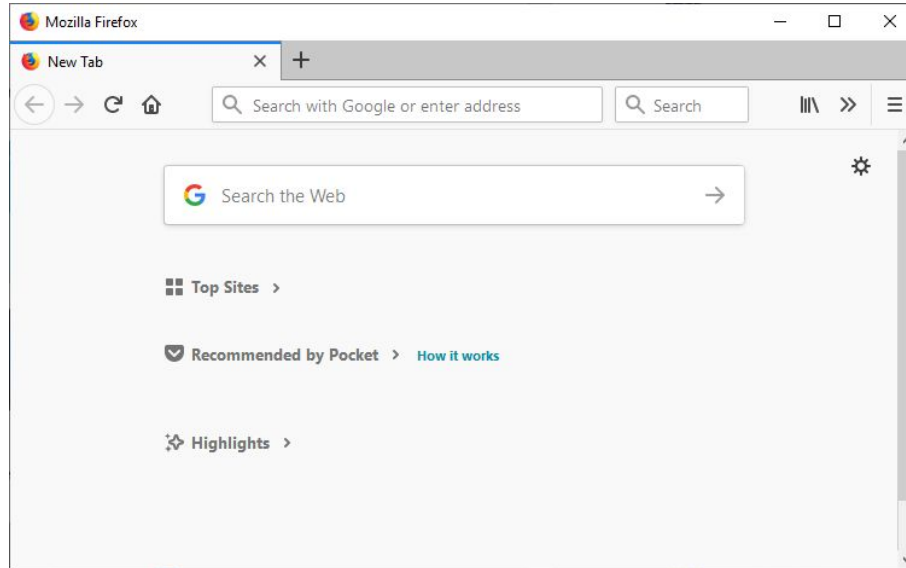 Mozilla Firefox
New Tab
Search with Google or enter address
Search
Search the Web
Top Sites
Recommended by Pocket How it works
Highlights